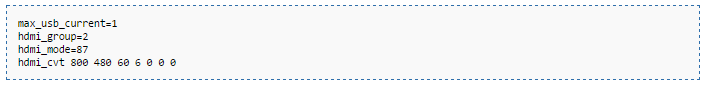 max_usb_current=1
hdmi_group=2
hdmi_mode=87
hdmi_cvt 800 480 60 6 0 0 0